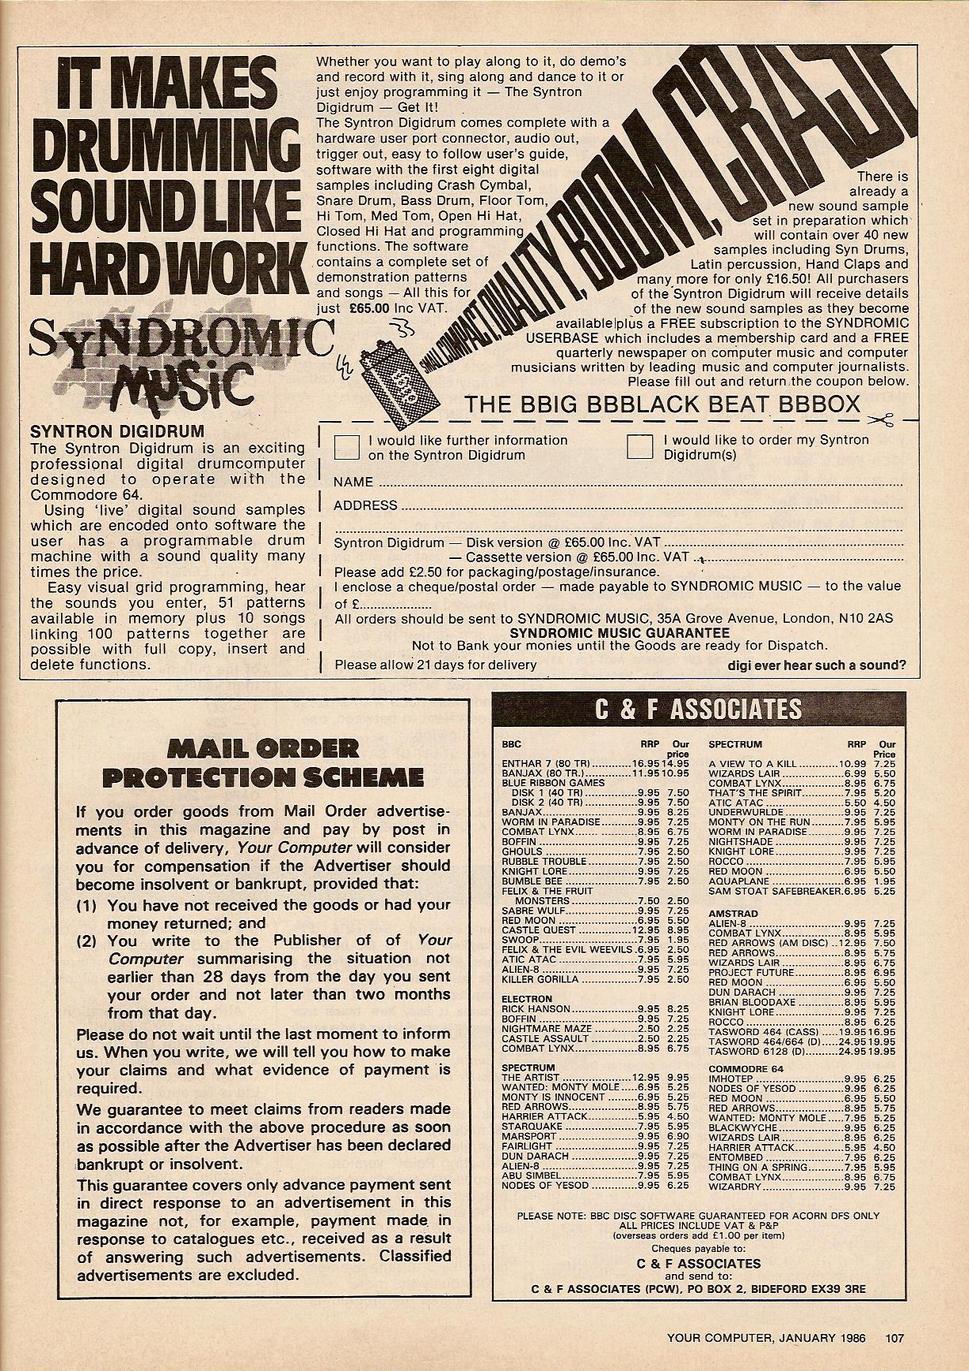 IT MAKES
DRUMMING
SOUND LIKE
HARD WORK
SYNDROMIC
MUSIC
Whether you want to play along to it, do demo's
and record with it, sing along and dance to it or
just enjoy programming it — The Syntron
Digidrum — Get It!
The Syntron Digidrum comes complete with a
hardware user port connector, audio out,
trigger out, easy to follow user's guide,
software with the first eight digital
samples including Crash Cymbal,
Snare Drum, Bass Drum, Floor Tom,
Hi Tom, Med Tom, Open Hi Hat,
Closed Hi Hat and programming
functions. The software
contains a complete set of
demonstration patterns
and songs — All this for
just £65.00 Inc VAT.
SMALL, COMPACT, QUALITY, BOOM, CRASH
There is
already a
new sound sample
set in preparation which
will contain over 40 new
samples including Syn Drums,
Latin percussion, Hand Claps and
many more for only £16.50! All purchasers
of the Syntron Digidrum will receive details
of the new sound samples as they become
available plus a FREE subscription to the SYNDROMIC
USERBASE which includes a membership card and a FREE
quarterly newspaper on computer music and computer
musicians written by leading music and computer journalists.
Please fill out and return the coupon below.
THE BBIG BBBLACK BEAT BBBOX
SYNTRON DIGIDRUM
The Syntron Digidrum is an exciting
professional digital drumcomputer
designed to operate with the
Commodore 64.
Using 'live' digital sound samples
which are encoded onto software the
user has a programmable drum
machine with a sound quality many
times the price.
Easy visual grid programming, hear
the sounds you enter, 51 patterns
available in memory plus 10 songs
linking 100 patterns together are
possible with full copy, insert and
delete functions.
I would like further information
on the Syntron Digidrum
I would like to order my Syntron
Digidrum(s)
NAME
ADDRESS
Syntron Digidrum — Disk version @ £65.00 Inc. VAT
— Cassette version @ £65.00 Inc. VAT
Please add £2.50 for packaging/postage/insurance.
I enclose a cheque/postal order — made payable to SYNDROMIC MUSIC — to the value
of £
All orders should be sent to SYNDROMIC MUSIC, 35A Grove Avenue, London, N10 2AS
SYNDROMIC MUSIC GUARANTEE
Not to Bank your monies until the Goods are ready for Dispatch.
Please allow 21 days for delivery
digi ever hear such a sound?
MAIL ORDER
PROTECTION SCHEME
If you order goods from Mail Order advertise-
ments in this magazine and pay by post in
advance of delivery, Your Computer will consider
you for compensation if the Advertiser should
become insolvent or bankrupt, provided that:
(1) You have not received the goods or had your
money returned; and
(2) You write to the Publisher of of Your
Computer summarising the situation not
earlier than 28 days from the day you sent
your order and not later than two months
from that day.
Please do not wait until the last moment to inform
us. When you write, we will tell you how to make
your claims and what evidence of payment is
required.
We guarantee to meet claims from readers made
in accordance with the above procedure as soon
as possible after the Advertiser has been declared
bankrupt or insolvent.
This guarantee covers only advance payment sent
in direct response to an advertisement in this
magazine not, for example, payment made in
response to catalogues etc., received as a result
of answering such advertisements. Classified
advertisements are excluded.
C & F ASSOCIATES
BBC RRP Our
price
ENTHAR 7 (80 TR) 16.95 14.95
BANJAX (80 TR.) 11.95 10.95
BLUE RIBBON GAMES
DISK 1 (40 TR) 9.95 7.50
DISK 2 (40 TR) 9.95 7.50
BANJAX 9.95 8.25
WORM IN PARADISE 9.95 7.25
COMBAT LYNX 8.95 6.75
BOFFIN 9.95 7.25
GHOULS 7.95 2.50
RUBBLE TROUBLE 7.95 2.50
KNIGHT LORE 9.95 7.25
BUMBLE BEE 7.95 2.50
FELIX & THE FRUIT
MONSTERS 7.50 2.50
SABRE WULF 9.95 7.25
RED MOON 6.95 5.50
CASTLE QUEST 12.95 8.95
SWOOP 7.95 1.95
FELIX & THE EVIL WEEVILS 6.95 2.50
ATIC ATAC 7.95 5.95
ALIEN-8 9.95 7.25
KILLER GORILLA 7.95 2.50
ELECTRON
RICK HANSON 9.95 8.25
BOFFIN 9.95 7.25
NIGHTMARE MAZE 2.50 2.25
CASTLE ASSAULT 2.50 2.25
COMBAT LYNX 8.95 6.75
SPECTRUM
THE ARTIST 12.95 9.95
WANTED: MONTY MOLE 6.95 5.25
MONTY IS INNOCENT 6.95 5.25
RED ARROWS 8.95 5.75
HARRIER ATTACK 5.95 4.50
STARQUAKE 7.95 5.95
MARSPORT 9.95 6.90
FAIRLIGHT 9.95 7.25
DUN DARACH 9.95 7.25
ALIEN-8 9.95 7.25
ABU SIMBEL 7.95 5.95
NODES OF YESOD 9.95 6.25
SPECTRUM RRP Our
Price
A VIEW TO A KILL 10.99 7.25
WIZARDS LAIR 6.99 5.50
COMBAT LYNX 8.95 6.75
THAT'S THE SPIRIT 7.95 5.20
ATIC ATAC 5.50 4.50
UNDERWURLDE 9.95 7.25
MONTY ON THE RUN 7.95 5.95
WORM IN PARADISE 9.95 7.25
NIGHTSHADE 9.95 7.25
KNIGHT LORE 9.95 7.25
ROCCO 7.95 5.95
RED MOON 6.95 5.50
AQUAPLANE 6.95 1.95
SAM STOAT SAFEBREAKER 6.95 5.25
AMSTRAD
ALIEN-8 9.95 7.25
COMBAT LYNX 8.95 5.95
RED ARROWS (AM DISC) 12.95 7.50
RED ARROWS 8.95 5.75
WIZARDS LAIR 8.95 6.75
PROJECT FUTURE 8.95 6.95
RED MOON 6.95 5.50
DUN DARACH 9.95 7.25
BRIAN BLOODAXE 8.95 5.95
KNIGHT LORE 9.95 7.25
ROCCO 8.95 6.25
TASWORD 464 (CASS) 19.95 16.95
TASWORD 464/664 (D) 24.95 19.95
TASWORD 6128 (D) 24.95 19.95
COMMODORE 64
IMHOTEP 9.95 6.25
NODES OF YESOD 9.95 6.25
RED MOON 6.95 5.50
RED ARROWS 8.95 5.75
WANTED: MONTY MOLE 7.95 5.25
BLACKWYCHE 9.95 6.25
WIZARDS LAIR 8.95 6.25
HARRIER ATTACK 5.95 4.50
ENTOMBED 7.95 6.25
THING ON A SPRING 7.95 5.95
COMBAT LYNX 8.95 6.75
WIZARDRY 9.95 7.25
PLEASE NOTE: BBC DISC SOFTWARE GUARANTEED FOR ACORN DFS ONLY
ALL PRICES INCLUDE VAT & P&P
(overseas orders add £1.00 per item)
Cheques payable to:
C & F ASSOCIATES
and send to:
C & F ASSOCIATES (PCW), PO BOX 2, BIDEFORD EX39 3RE
YOUR COMPUTER, JANUARY 1986 107